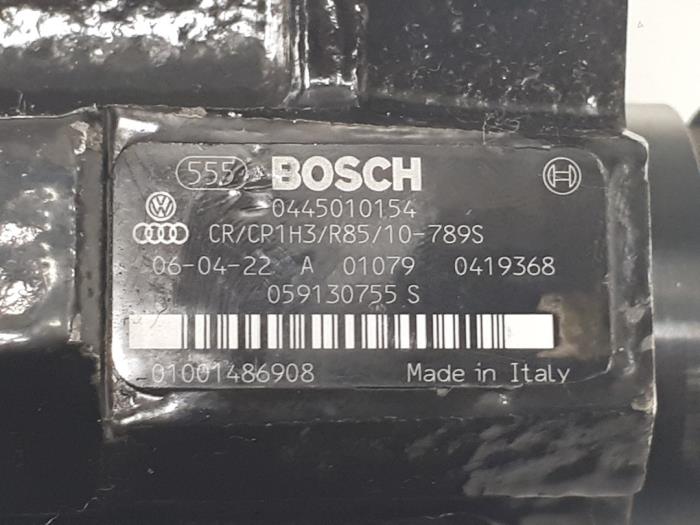 555 BOSCH
0445010154
CR/CP1H3/R85/10-789S
06-04-22 A 01079 0419368
059130755 S
01001486908 Made in Italy